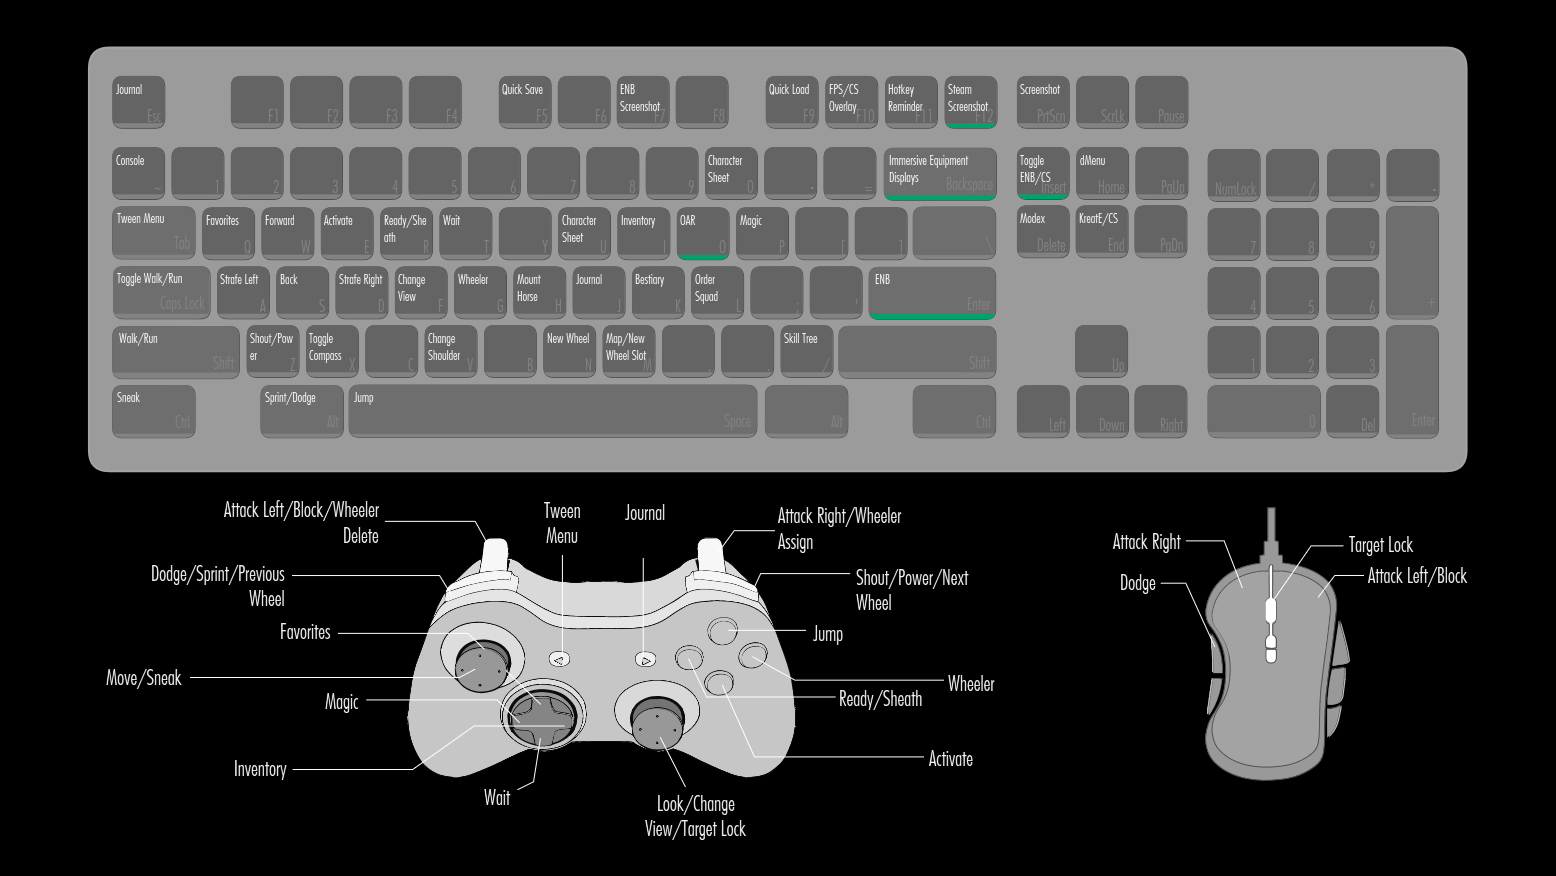 Journal
Esc
F1
F2
F3
F4
Quick Save
F5
F6
ENB
Screenshot
F7
F8
Quick Load
F9
FPS/CS
Overlay
F10
Hotkey
Reminder
F11
Steam
Screenshot
F12
Screenshot
PrtScn
ScrLk
Pause
Console
~
1
2
3
4
5
6
7
8
9
Character
Sheet
0
-
=
Immersive Equipment
Displays
Backspace
Toggle
ENB/CS
Insert
dMenu
Home
PaUp
NumLock
/
*
-
Tween Menu
Tab
Favorites
Q
Forward
W
Activate
E
Ready/She
ath
R
Wait
T
Y
Character
Sheet
U
Inventory
I
OAR
O
Magic
P
[
]
\
Modex
Delete
KreatE/CS
End
PgDn
7
8
9
+
Toggle Walk/Run
Caps Lock
Strafe Left
A
Back
S
Strafe Right
D
Change
View
F
Wheeler
G
Mount
Horse
H
Journal
J
Bestiary
K
Order
Squad
L
;
'
ENB
Enter
4
5
6
Walk/Run
Shift
Shout/Pow
er
Z
Toggle
Compass
X
C
Change
Shoulder
V
B
New Wheel
N
Map/New
Wheel Slot
M
,
.
Skill Tree
/
Shift
Up
1
2
3
Enter
Sneak
Ctrl
Sprint/Dodge
Alt
Jump
Space
Alt
Ctrl
Left
Down
Right
0
Del
Attack Left/Block/Wheeler
Delete
Tween
Menu
Journal
Attack Right/Wheeler
Assign
Dodge/Sprint/Previous
Wheel
Shout/Power/Next
Wheel
Favorites
Jump
Move/Sneak
Wheeler
Magic
Ready/Sheath
Inventory
Activate
Wait
Look/Change
View/Target Lock
Attack Right
Target Lock
Dodge
Attack Left/Block